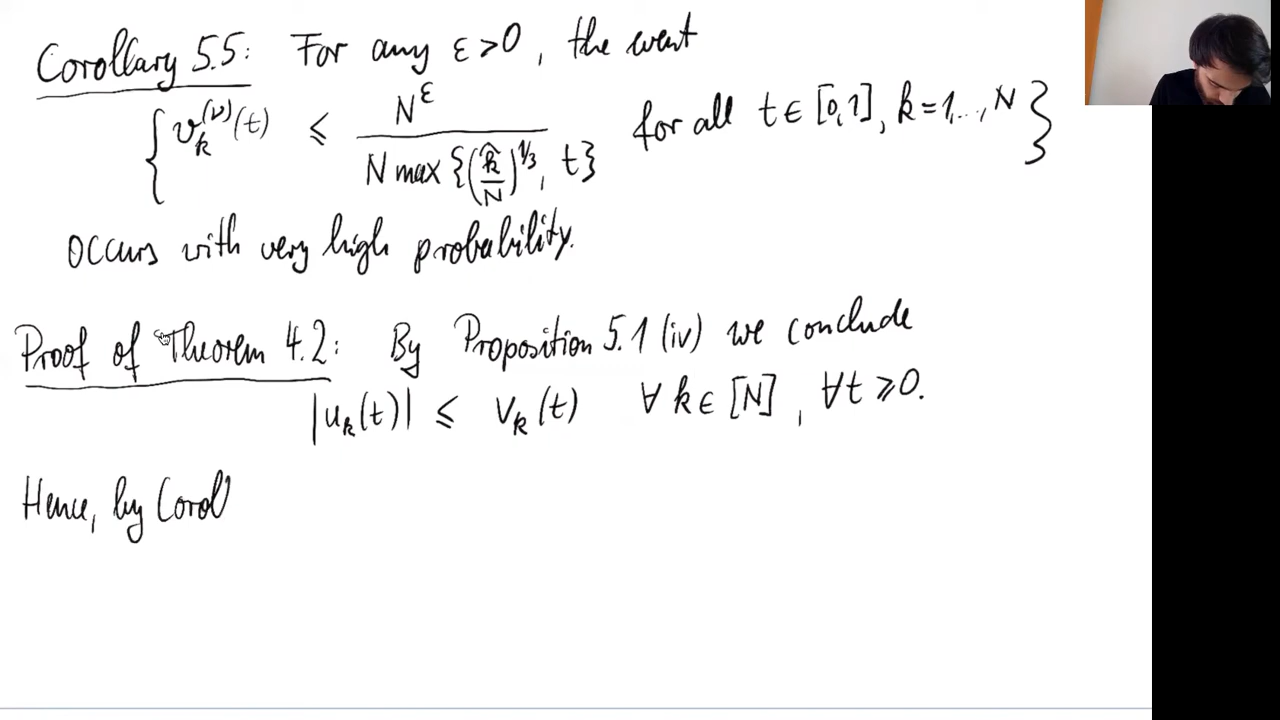 Corollary 5.5: For any ε>0, the event
{ v_k^{(ν)}(t) ≤ N^ε / (N max{(k̂/N)^{1/3}, t}) for all t∈[0,1], k=1,...,N }
occurs with very high probability.
Proof of Theorem 4.2: By Proposition 5.1 (iv) we conclude
|u_k(t)| ≤ v_k(t) ∀ k∈[N], ∀t≥0.
Hence, by Corol